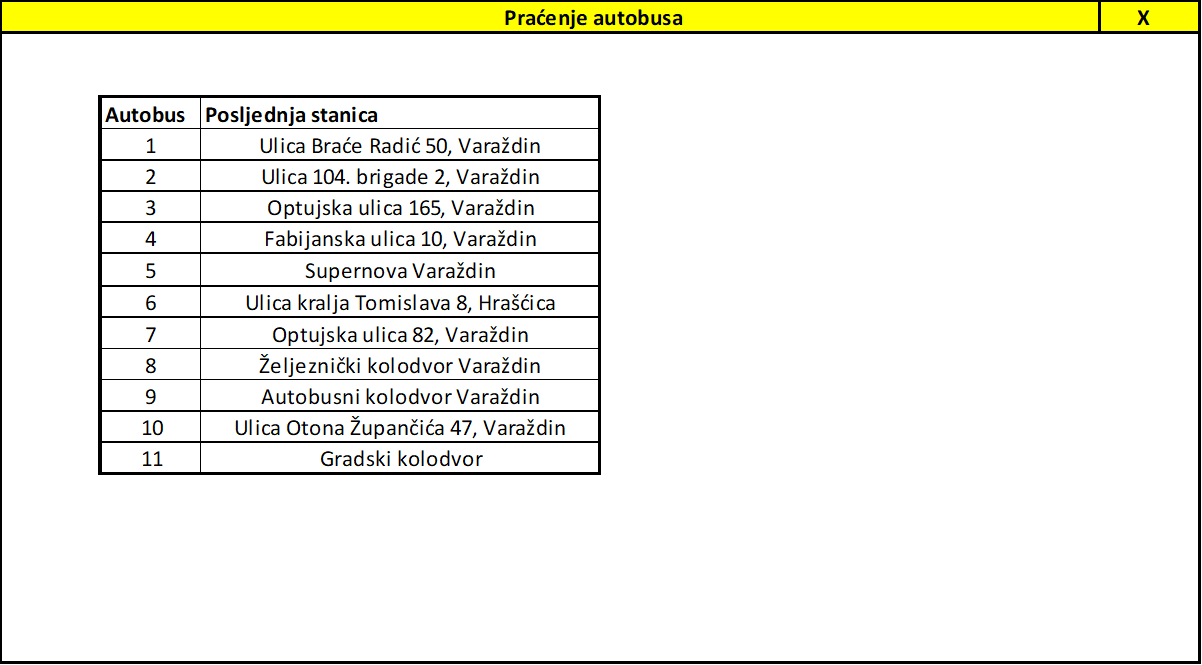 Praćenje autobusa X
Autobus Posljednja stanica
1 Ulica Braće Radić 50, Varaždin
2 Ulica 104. brigade 2, Varaždin
3 Optujska ulica 165, Varaždin
4 Fabijanska ulica 10, Varaždin
5 Supernova Varaždin
6 Ulica kralja Tomislava 8, Hrašćica
7 Optujska ulica 82, Varaždin
8 Željeznički kolodvor Varaždin
9 Autobusni kolodvor Varaždin
10 Ulica Otona Župančića 47, Varaždin
11 Gradski kolodvor